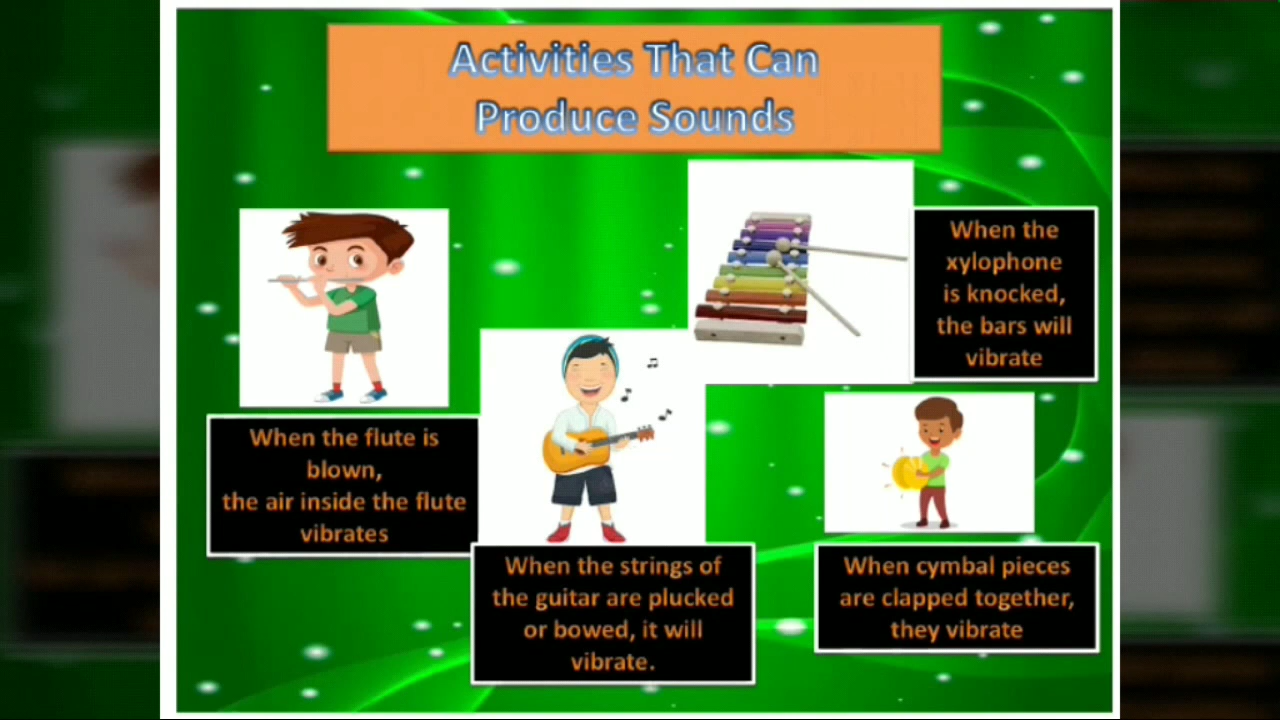 Activities That Can
Produce Sounds
When the flute is
blown,
the air inside the flute
vibrates
When the strings of
the guitar are plucked
or bowed, it will
vibrate.
When the
xylophone
is knocked,
the bars will
vibrate
When cymbal pieces
are clapped together,
they vibrate